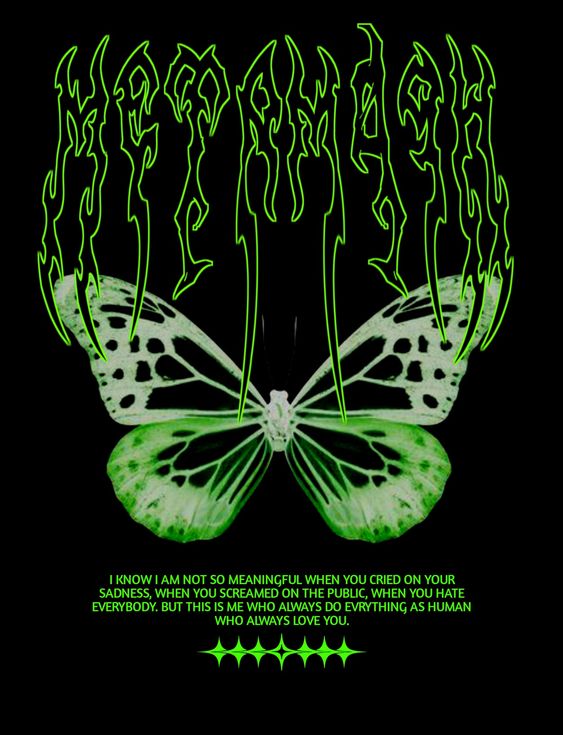 I KNOW I AM NOT SO MEANINGFUL WHEN YOU CRIED ON YOUR
SADNESS, WHEN YOU SCREAMED ON THE PUBLIC, WHEN YOU HATE
EVERYBODY. BUT THIS IS ME WHO ALWAYS DO EVRYTHING AS HUMAN
WHO ALWAYS LOVE YOU.